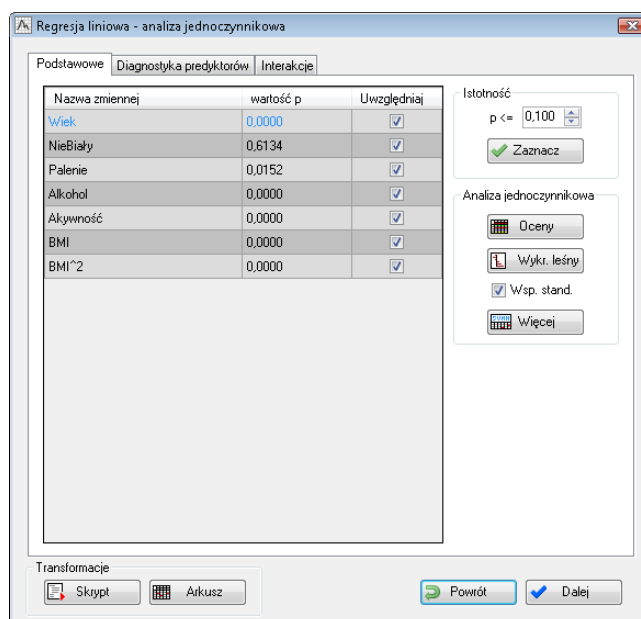 Regresja liniowa - analiza jednoczynnikowa
Podstawowe Diagnostyka predyktorów Interakcje
Nazwa zmiennej wartość p Uwzględniaj
Wiek 0,0000
NieBiały 0,6134
Palenie 0,0152
Alkohol 0,0000
Akywność 0,0000
BMI 0,0000
BMI^2 0,0000
Istotność
p <= 0,100
Zaznacz
Analiza jednoczynnikowa
Oceny
Wykr. leśny
Wsp. stand.
Więcej
Transformacje
Skrypt Arkusz Powrót Dalej